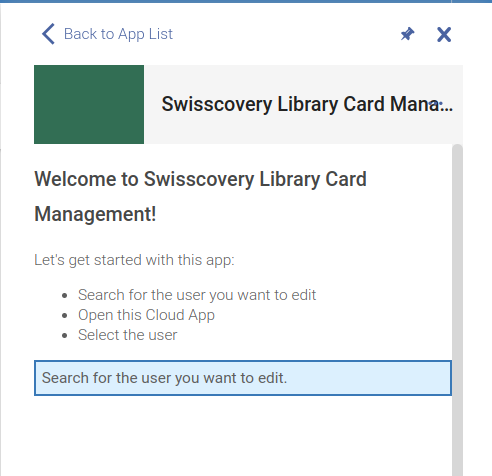 Back to App List
Swisscovery Library Card Mana...
Welcome to Swisscovery Library Card
Management!
Let's get started with this app:
Search for the user you want to edit
Open this Cloud App
Select the user
Search for the user you want to edit.